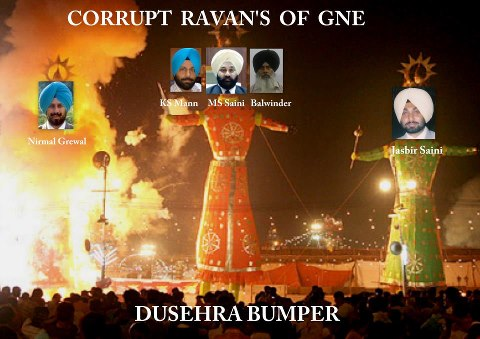 CORRUPT RAVAN'S OF GNE
KS Mann MS Saini Balwinder
Nirmal Grewal
Jasbir Saini
DUSEHRA BUMPER